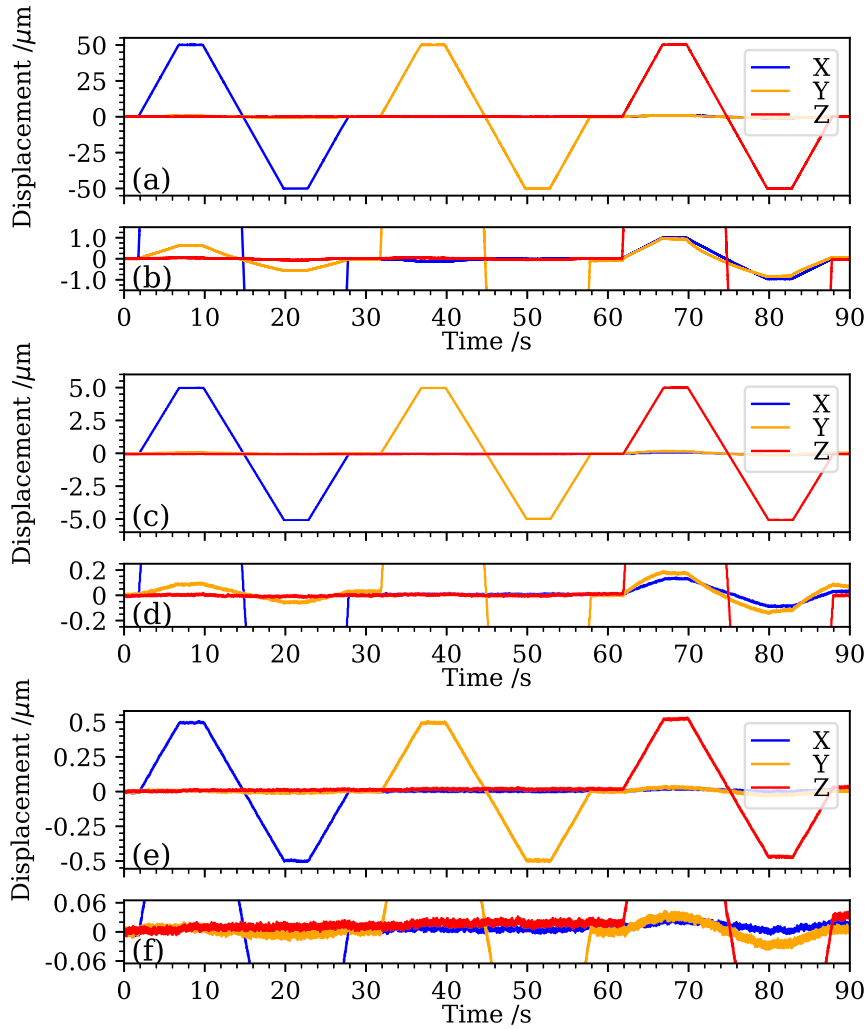 Displacement /μm
50
25
0
-25
-50
X
Y
Z
(a)
1.0
0
-1.0
(b)
0 10 20 30 40 50 60 70 80 90
Time /s
Displacement /μm
5.0
2.5
0
-2.5
-5.0
X
Y
Z
(c)
0.2
0
-0.2
(d)
0 10 20 30 40 50 60 70 80 90
Time /s
Displacement /μm
0.5
0.25
0
-0.25
-0.5
X
Y
Z
(e)
0.06
0
-0.06
(f)
0 10 20 30 40 50 60 70 80 90
Time /s